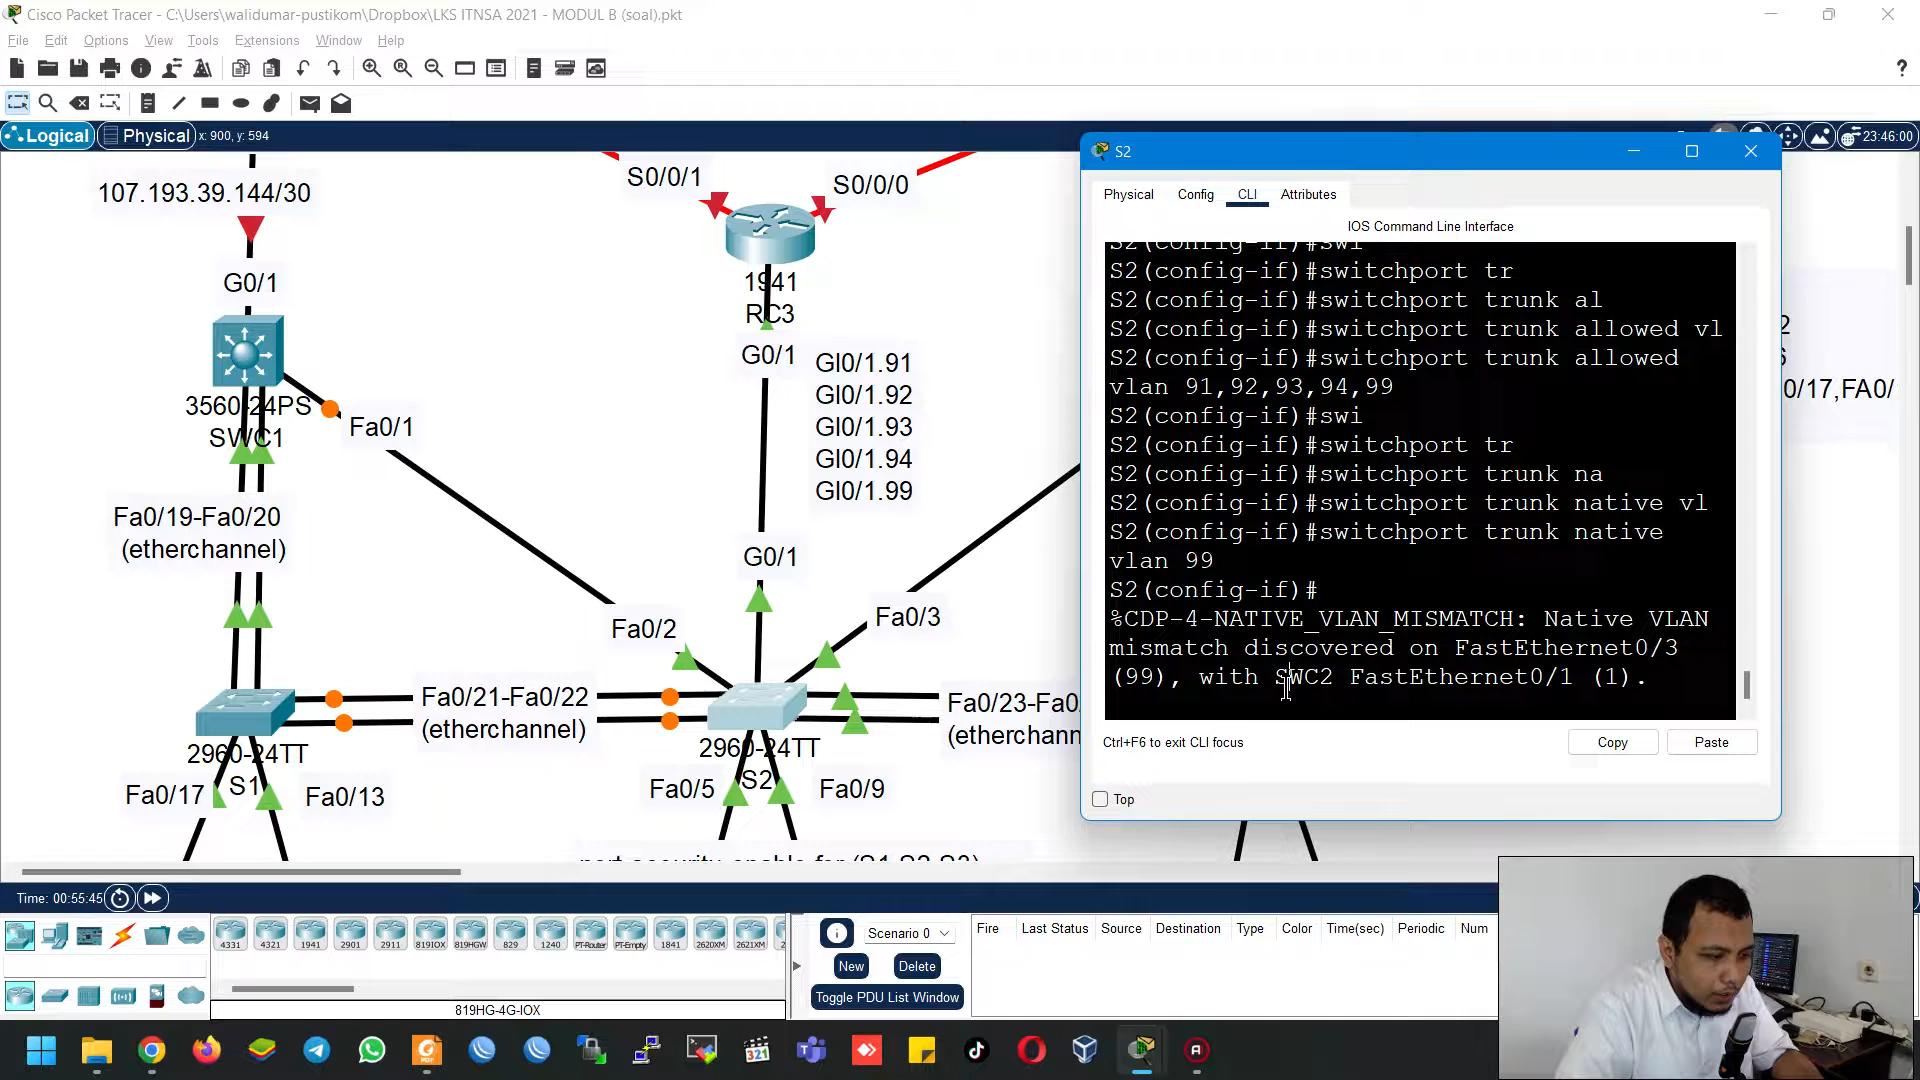 Cisco Packet Tracer - C:\Users\walidumar-pustikom\Dropbox\LKS ITNSA 2021 - MODUL B (soal).pkt
File Edit Options View Tools Extensions Window Help
?
Logical Physical x: 900, y: 594
23:46:00
107.193.39.144/30
G0/1
3560-24PS
SWC1
Fa0/1
Fa0/19-Fa0/20
(etherchannel)
S0/0/1
S0/0/0
1941
RC3
G0/1
GI0/1.91
GI0/1.92
GI0/1.93
GI0/1.94
GI0/1.99
G0/1
Fa0/2
Fa0/3
Fa0/21-Fa0/22
(etherchannel)
Fa0/23-Fa0
(etherchann
2960-24TT
S1
Fa0/17
Fa0/13
2960-24TT
S2
Fa0/5
Fa0/9
port-security enable for (S1,S2,S3)
0/17,FA0/
S2
Physical Config CLI Attributes
IOS Command Line Interface
S2(config-if)#swi
S2(config-if)#switchport tr
S2(config-if)#switchport trunk al
S2(config-if)#switchport trunk allowed vl
S2(config-if)#switchport trunk allowed
vlan 91,92,93,94,99
S2(config-if)#swi
S2(config-if)#switchport tr
S2(config-if)#switchport trunk na
S2(config-if)#switchport trunk native vl
S2(config-if)#switchport trunk native
vlan 99
S2(config-if)#
%CDP-4-NATIVE_VLAN_MISMATCH: Native VLAN
mismatch discovered on FastEthernet0/3
(99), with SWC2 FastEthernet0/1 (1).
Ctrl+F6 to exit CLI focus
Copy Paste
Top
Time: 00:55:45
4331 4321 1941 2901 2911 819IOX 819HGW 829 1240 PT-Router PT-Empty 1841 2620XM 2621XM
819HG-4G-IOX
Scenario 0
New Delete
Toggle PDU List Window
Fire Last Status Source Destination Type Color Time(sec) Periodic Num
321